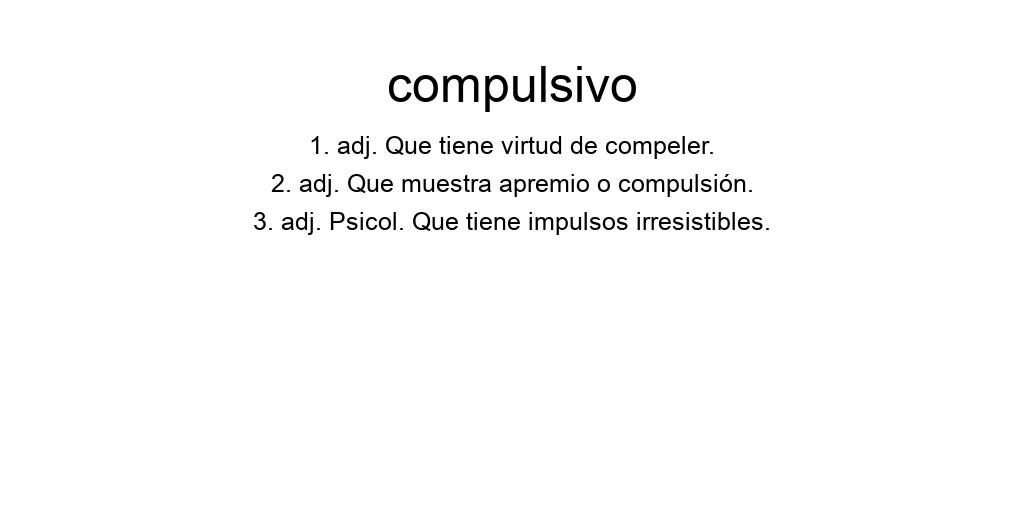 compulsivo
1. adj. Que tiene virtud de compeler.
2. adj. Que muestra apremio o compulsión.
3. adj. Psicol. Que tiene impulsos irresistibles.